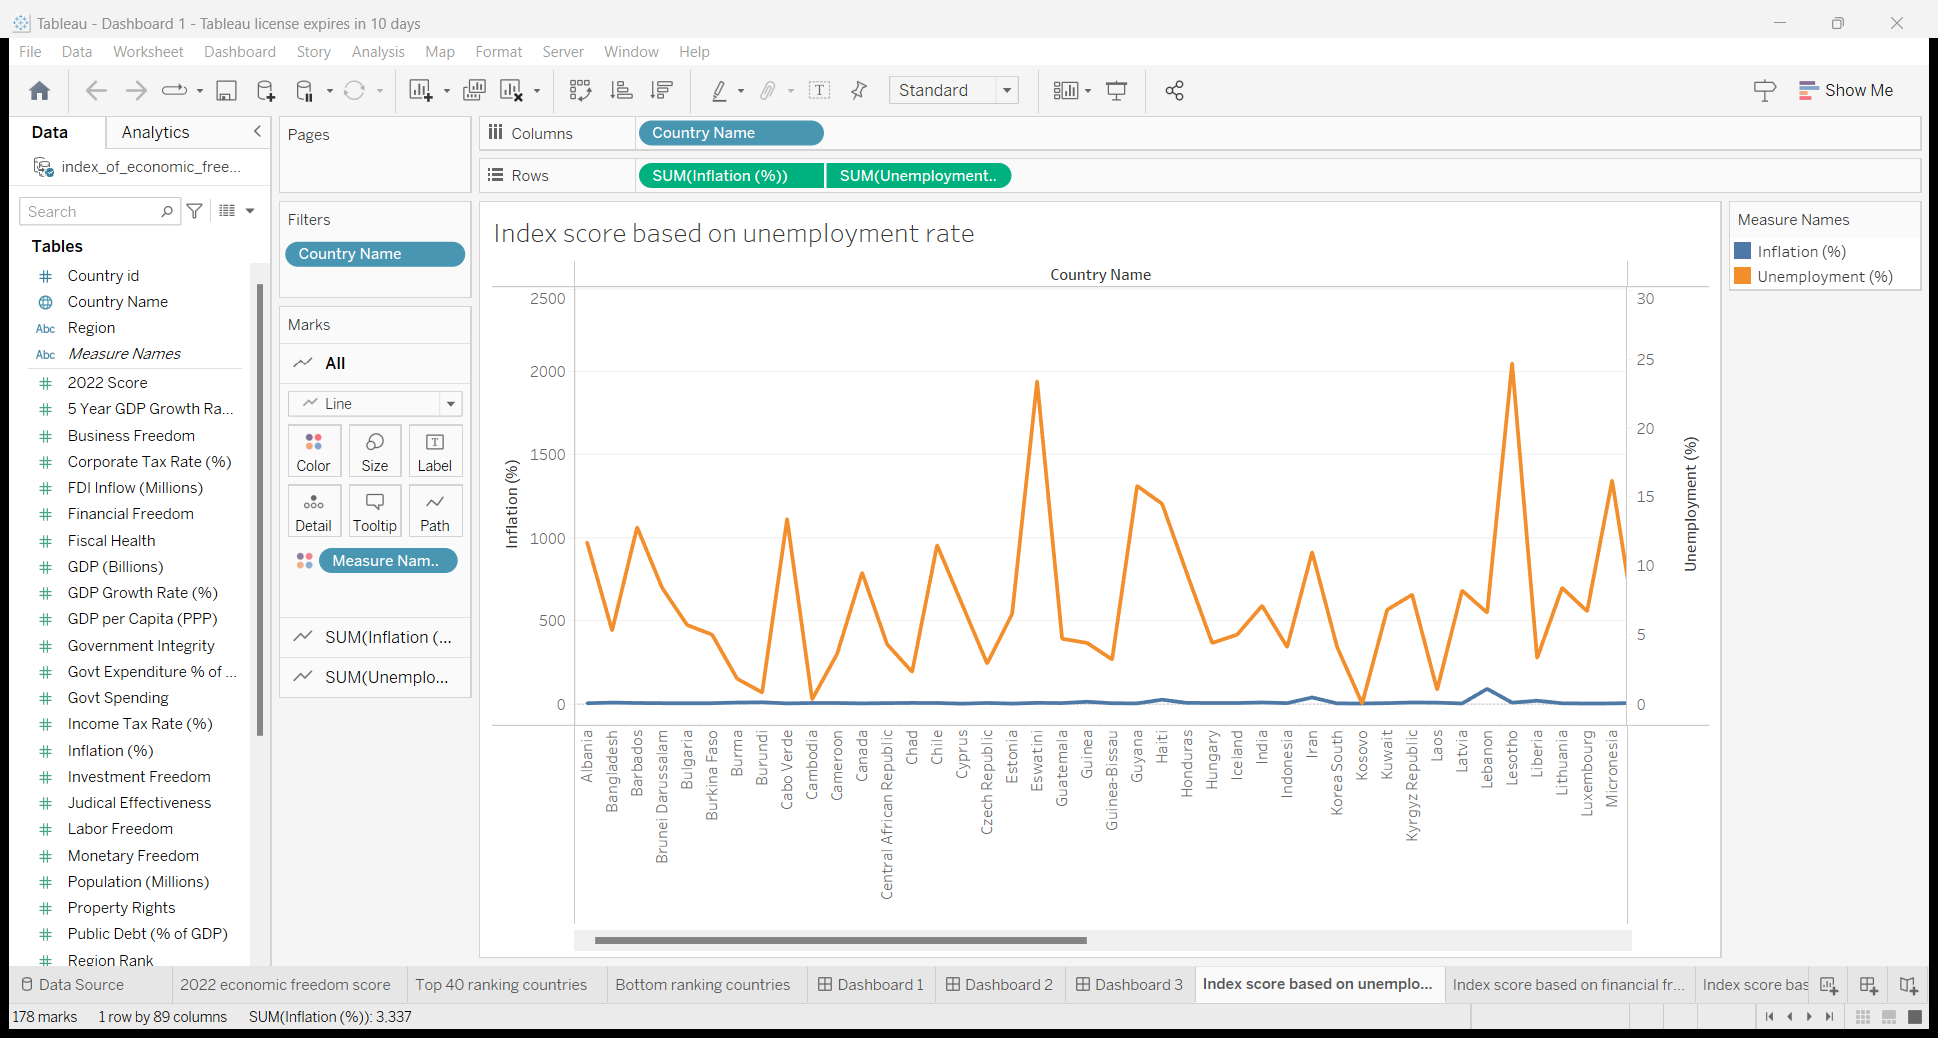 Tableau - Dashboard 1 - Tableau license expires in 10 days
File Data Worksheet Dashboard Story Analysis Map Format Server Window Help
Standard
Show Me
Data Analytics
index_of_economic_free...
Search
Tables
Country id
Country Name
Abc Region
Abc Measure Names
2022 Score
5 Year GDP Growth Ra...
Business Freedom
Corporate Tax Rate (%)
FDI Inflow (Millions)
Financial Freedom
Fiscal Health
GDP (Billions)
GDP Growth Rate (%)
GDP per Capita (PPP)
Government Integrity
Govt Expenditure % of ...
Govt Spending
Income Tax Rate (%)
Inflation (%)
Investment Freedom
Judical Effectiveness
Labor Freedom
Monetary Freedom
Population (Millions)
Property Rights
Public Debt (% of GDP)
Region Rank
Pages
Filters
Country Name
Marks
All
Line
Color Size Label
Detail Tooltip Path
Measure Nam..
SUM(Inflation (...
SUM(Unemplo...
Columns Country Name
Rows SUM(Inflation (%)) SUM(Unemployment..
Index score based on unemployment rate
Country Name
Inflation (%)
2500
2000
1500
1000
500
0
30
25
20
15
10
5
0
Unemployment (%)
Albania
Bangladesh
Barbados
Brunei Darussalam
Bulgaria
Burkina Faso
Burma
Burundi
Cabo Verde
Cambodia
Cameroon
Canada
Central African Republic
Chad
Chile
Cyprus
Czech Republic
Estonia
Eswatini
Guatemala
Guinea
Guinea-Bissau
Guyana
Haiti
Honduras
Hungary
Iceland
India
Indonesia
Iran
Korea South
Kosovo
Kuwait
Kyrgyz Republic
Laos
Latvia
Lebanon
Lesotho
Liberia
Lithuania
Luxembourg
Micronesia
Measure Names
Inflation (%)
Unemployment (%)
Data Source 2022 economic freedom score Top 40 ranking countries Bottom ranking countries Dashboard 1 Dashboard 2 Dashboard 3 Index score based on unemplo... Index score based on financial fr... Index score bas
178 marks 1 row by 89 columns SUM(Inflation (%)): 3,337